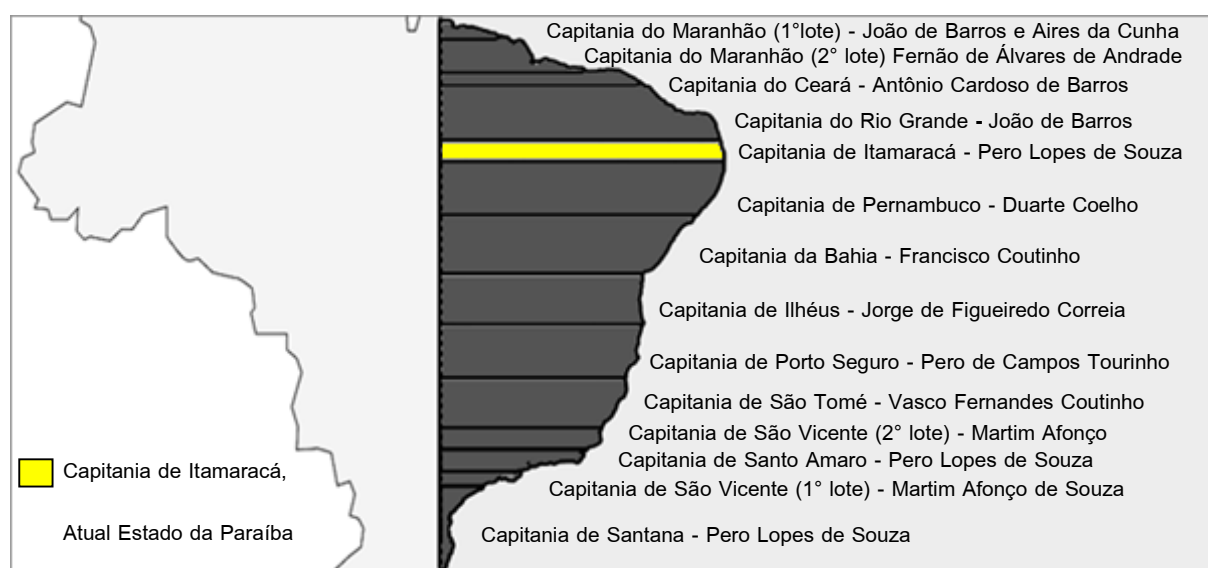 Capitania do Maranhão (1°lote) - João de Barros e Aires da Cunha
Capitania do Maranhão (2° lote) Fernão de Álvares de Andrade
Capitania do Ceará - Antônio Cardoso de Barros
Capitania do Rio Grande - João de Barros
Capitania de Itamaracá - Pero Lopes de Souza
Capitania de Pernambuco - Duarte Coelho
Capitania da Bahia - Francisco Coutinho
Capitania de Ilhéus - Jorge de Figueiredo Correia
Capitania de Porto Seguro - Pero de Campos Tourinho
Capitania de São Tomé - Vasco Fernandes Coutinho
Capitania de São Vicente (2° lote) - Martim Afonço
Capitania de Santo Amaro - Pero Lopes de Souza
Capitania de São Vicente (1° lote) - Martim Afonço de Souza
Capitania de Santana - Pero Lopes de Souza
Capitania de Itamaracá,
Atual Estado da Paraíba